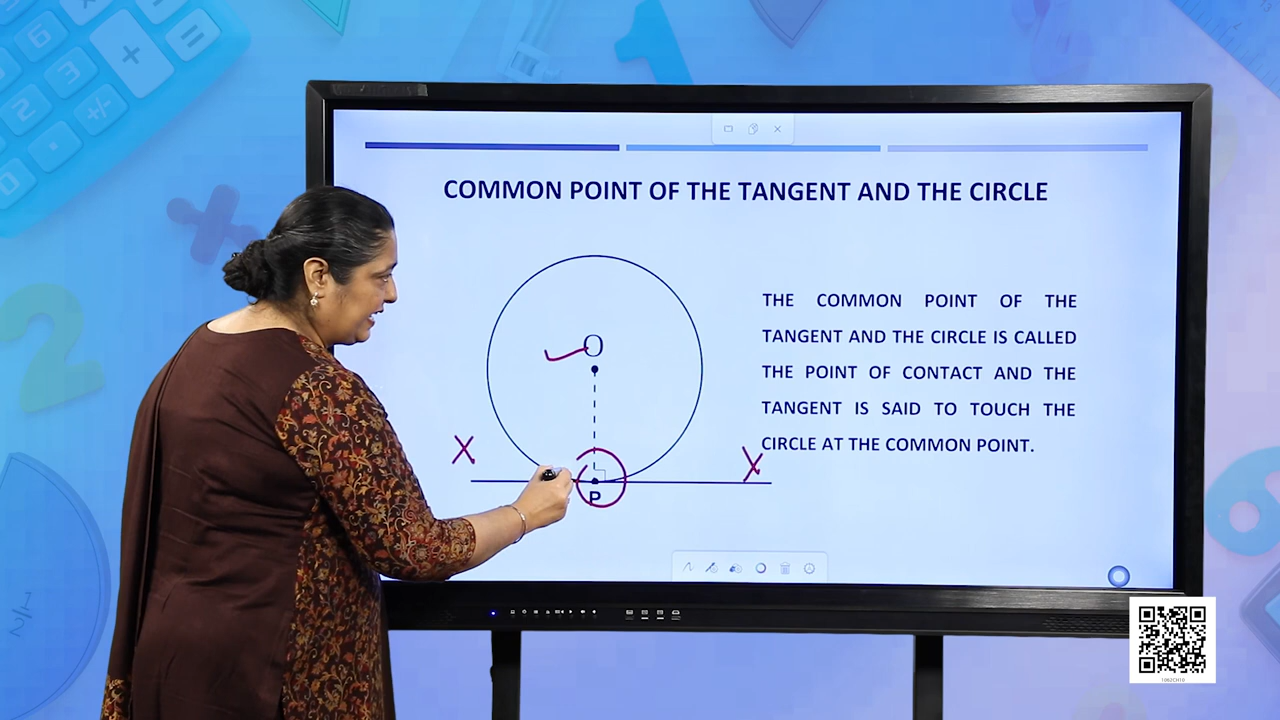 COMMON POINT OF THE TANGENT AND THE CIRCLE
THE COMMON POINT OF THE
TANGENT AND THE CIRCLE IS CALLED
THE POINT OF CONTACT AND THE
TANGENT IS SAID TO TOUCH THE
CIRCLE AT THE COMMON POINT.
O
X
X
P
1062CH10